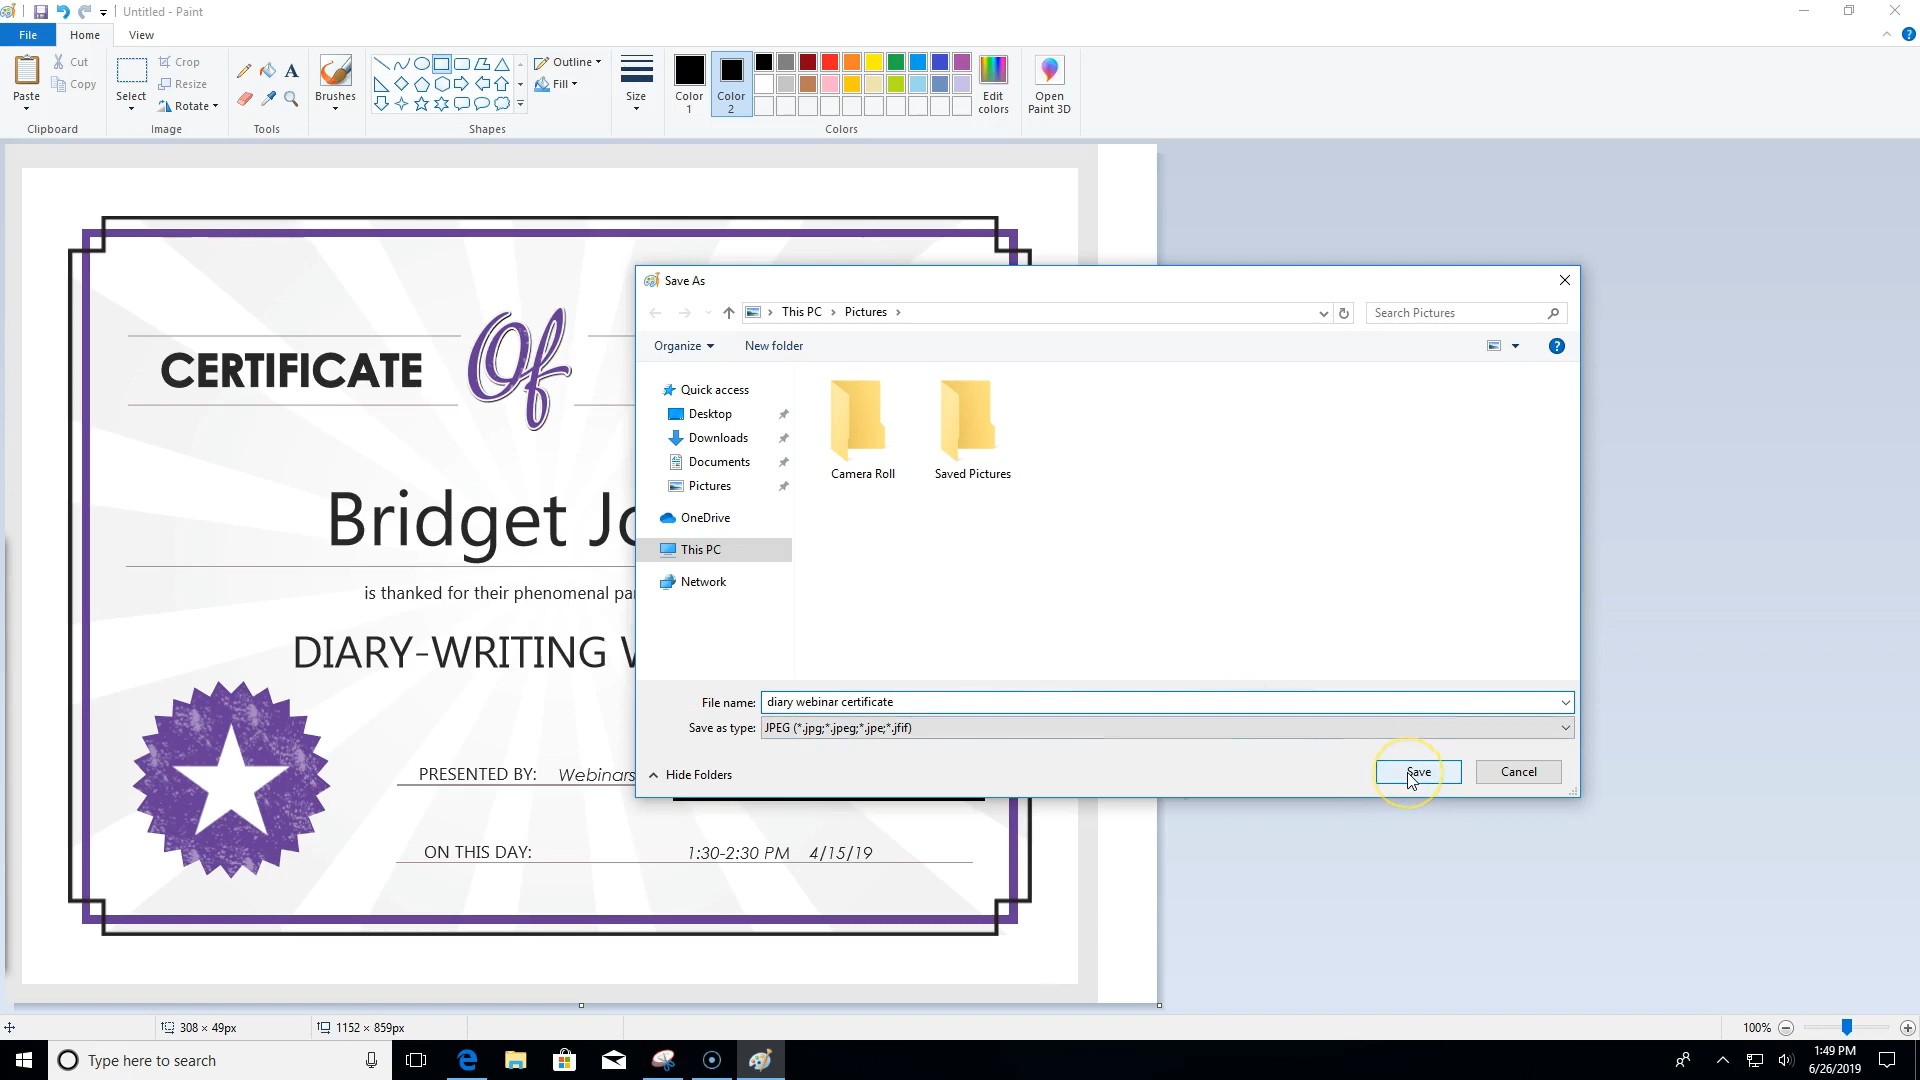 Untitled - Paint
File
Home
View
Paste
Cut
Copy
Clipboard
Select
Crop
Resize
Rotate
Image
Tools
Brushes
Shapes
Outline
Fill
Size
Color 1
Color 2
Edit colors
Colors
Open Paint 3D
CERTIFICATE Of
Bridget Jo
is thanked for their phenomenal pa
DIARY-WRITING W
PRESENTED BY: Webinars
ON THIS DAY: 1:30-2:30 PM 4/15/19
Save As
This PC > Pictures >
Search Pictures
Organize
New folder
Quick access
Desktop
Downloads
Documents
Pictures
OneDrive
This PC
Network
Camera Roll
Saved Pictures
File name: diary webinar certificate
Save as type: JPEG (*.jpg;*.jpeg;*.jpe;*.jfif)
Hide Folders
Save
Cancel
308 × 49px
1152 × 859px
100%
Type here to search
1:49 PM
6/26/2019